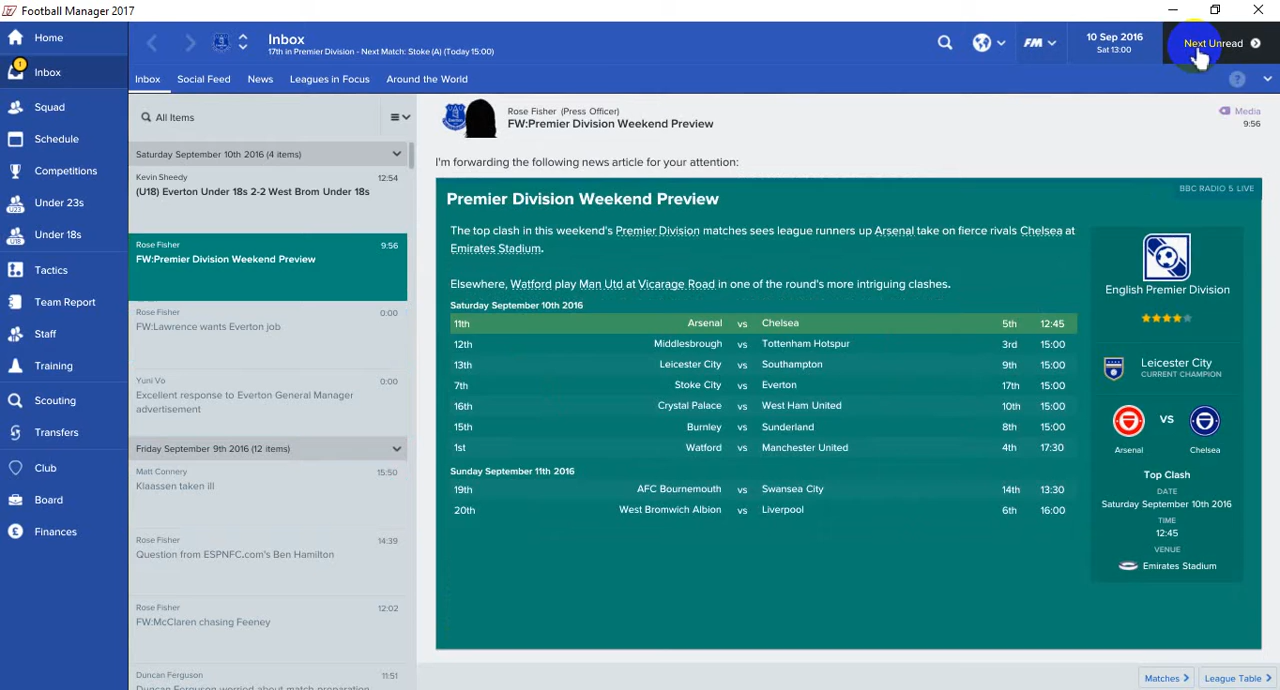 Football Manager 2017
Home
Inbox
17th in Premier Division - Next Match: Stoke (A) (Today 15:00)
FM
10 Sep 2016
Sat 13:00
Next Unread
1
Inbox
Inbox
Social Feed
News
Leagues in Focus
Around the World
?
Squad
Schedule
Competitions
U23
Under 23s
U18
Under 18s
Tactics
Team Report
Staff
Training
Scouting
Transfers
Club
Board
Finances
All Items
Saturday September 10th 2016 (4 items)
Kevin Sheedy 12:54
(U18) Everton Under 18s 2-2 West Brom Under 18s
Rose Fisher 9:56
FW:Premier Division Weekend Preview
Rose Fisher 0:00
FW:Lawrence wants Everton job
Yuni Vo 0:00
Excellent response to Everton General Manager
advertisement
Friday September 9th 2016 (12 items)
Matt Connery 15:50
Klaassen taken ill
Rose Fisher 14:39
Question from ESPNFC.com's Ben Hamilton
Rose Fisher 12:02
FW:McClaren chasing Feeney
Duncan Ferguson 11:51
Duncan Ferguson worried about match preparation
Rose Fisher (Press Officer)
FW:Premier Division Weekend Preview
Media
9:56
I'm forwarding the following news article for your attention:
BBC RADIO 5 LIVE
Premier Division Weekend Preview
The top clash in this weekend's Premier Division matches sees league runners up Arsenal take on fierce rivals Chelsea at
Emirates Stadium.
Elsewhere, Watford play Man Utd at Vicarage Road in one of the round's more intriguing clashes.
Saturday September 10th 2016
11th Arsenal vs Chelsea 5th 12:45
12th Middlesbrough vs Tottenham Hotspur 3rd 15:00
13th Leicester City vs Southampton 9th 15:00
7th Stoke City vs Everton 17th 15:00
16th Crystal Palace vs West Ham United 10th 15:00
15th Burnley vs Sunderland 8th 15:00
1st Watford vs Manchester United 4th 17:30
Sunday September 11th 2016
19th AFC Bournemouth vs Swansea City 14th 13:30
20th West Bromwich Albion vs Liverpool 6th 16:00
English Premier Division
Leicester City
CURRENT CHAMPION
VS
Arsenal
Chelsea
Top Clash
DATE
Saturday September 10th 2016
TIME
12:45
VENUE
Emirates Stadium
Matches
League Table